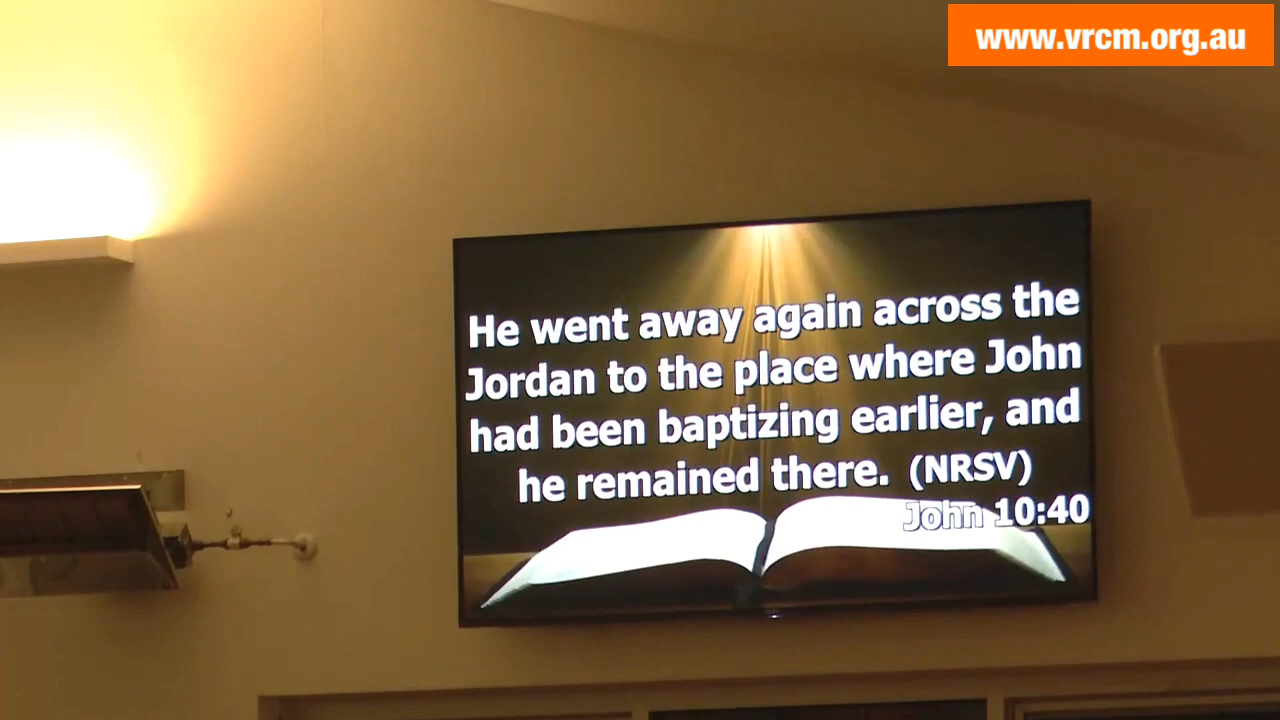 www.vrcm.org.au
He went away again across the
Jordan to the place where John
had been baptizing earlier, and
he remained there. (NRSV)
John 10:40